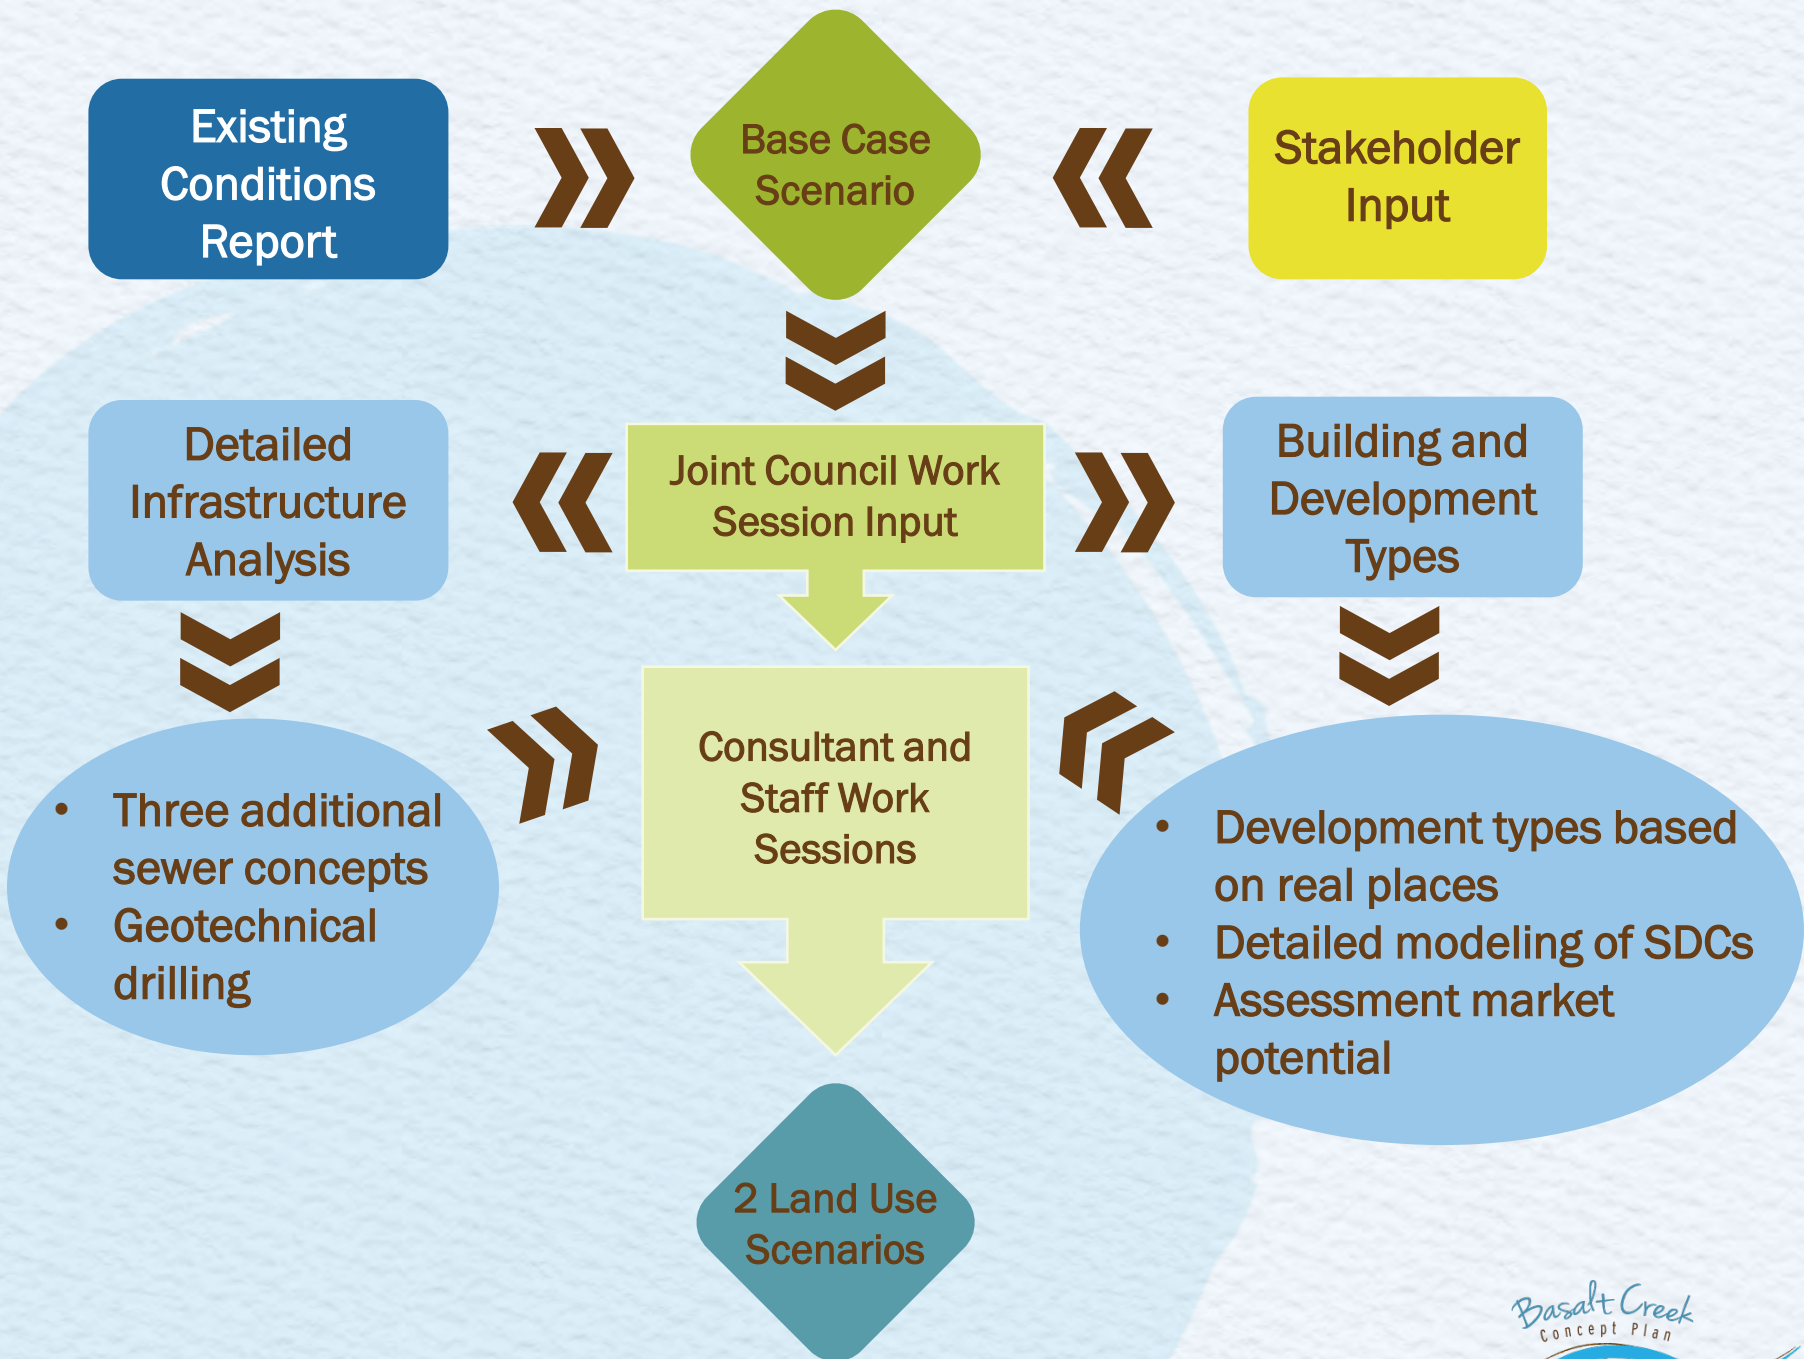 Existing
Conditions
Report
Base Case
Scenario
Stakeholder
Input
Detailed
Infrastructure
Analysis
Joint Council Work
Session Input
Building and
Development
Types
• Three additional
sewer concepts
• Geotechnical
drilling
Consultant and
Staff Work
Sessions
• Development types based
on real places
• Detailed modeling of SDCs
• Assessment market
potential
2 Land Use
Scenarios
Basalt Creek
Concept Plan